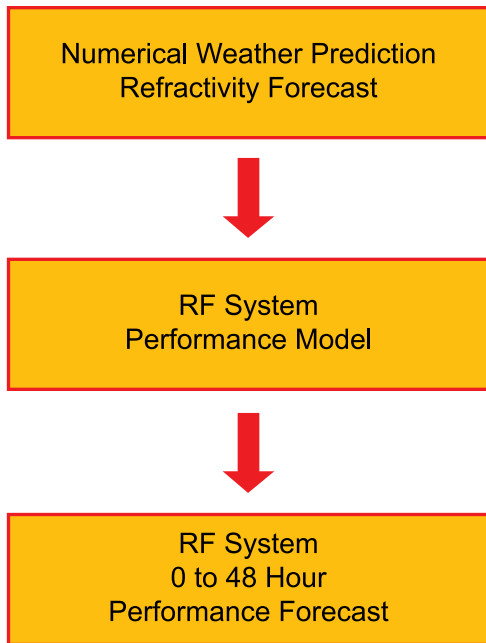 Numerical Weather Prediction
Refractivity Forecast
RF System
Performance Model
RF System
0 to 48 Hour
Performance Forecast